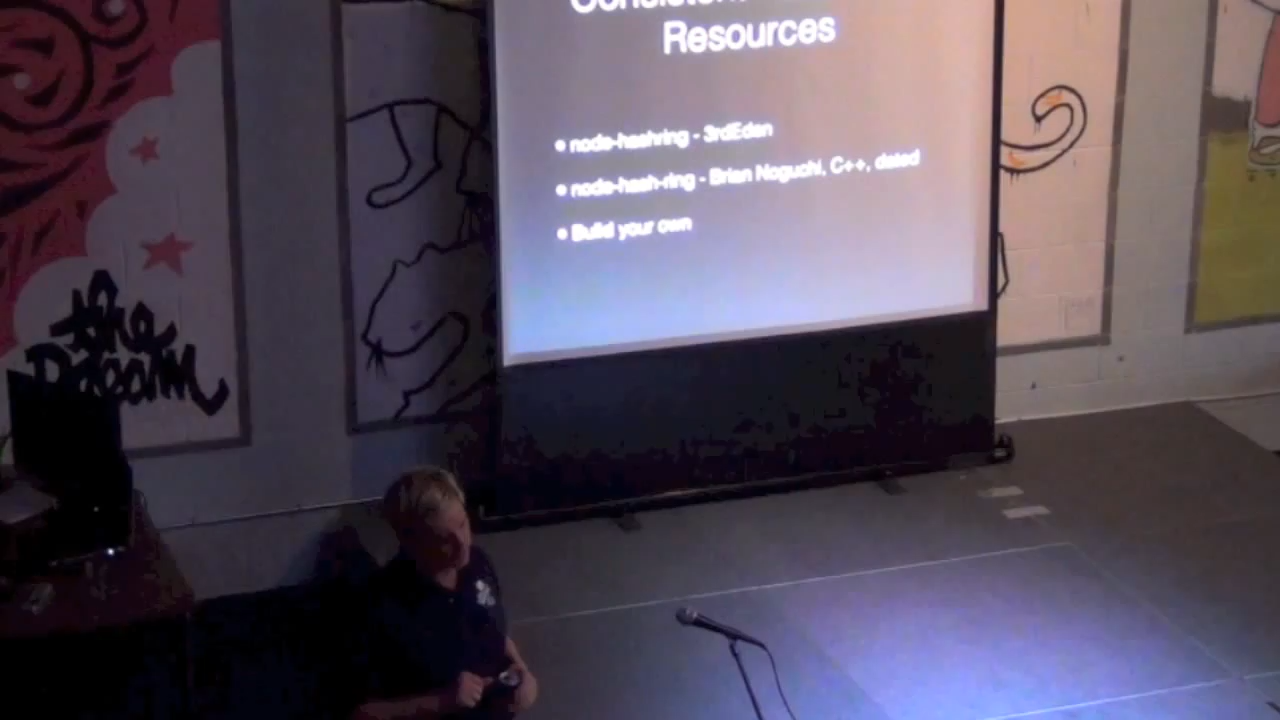 Resources
• node-hashring - 3rdEden
• node-hash-ring - Brian Noguchi, C++, dated
• Build your own
the
Dream